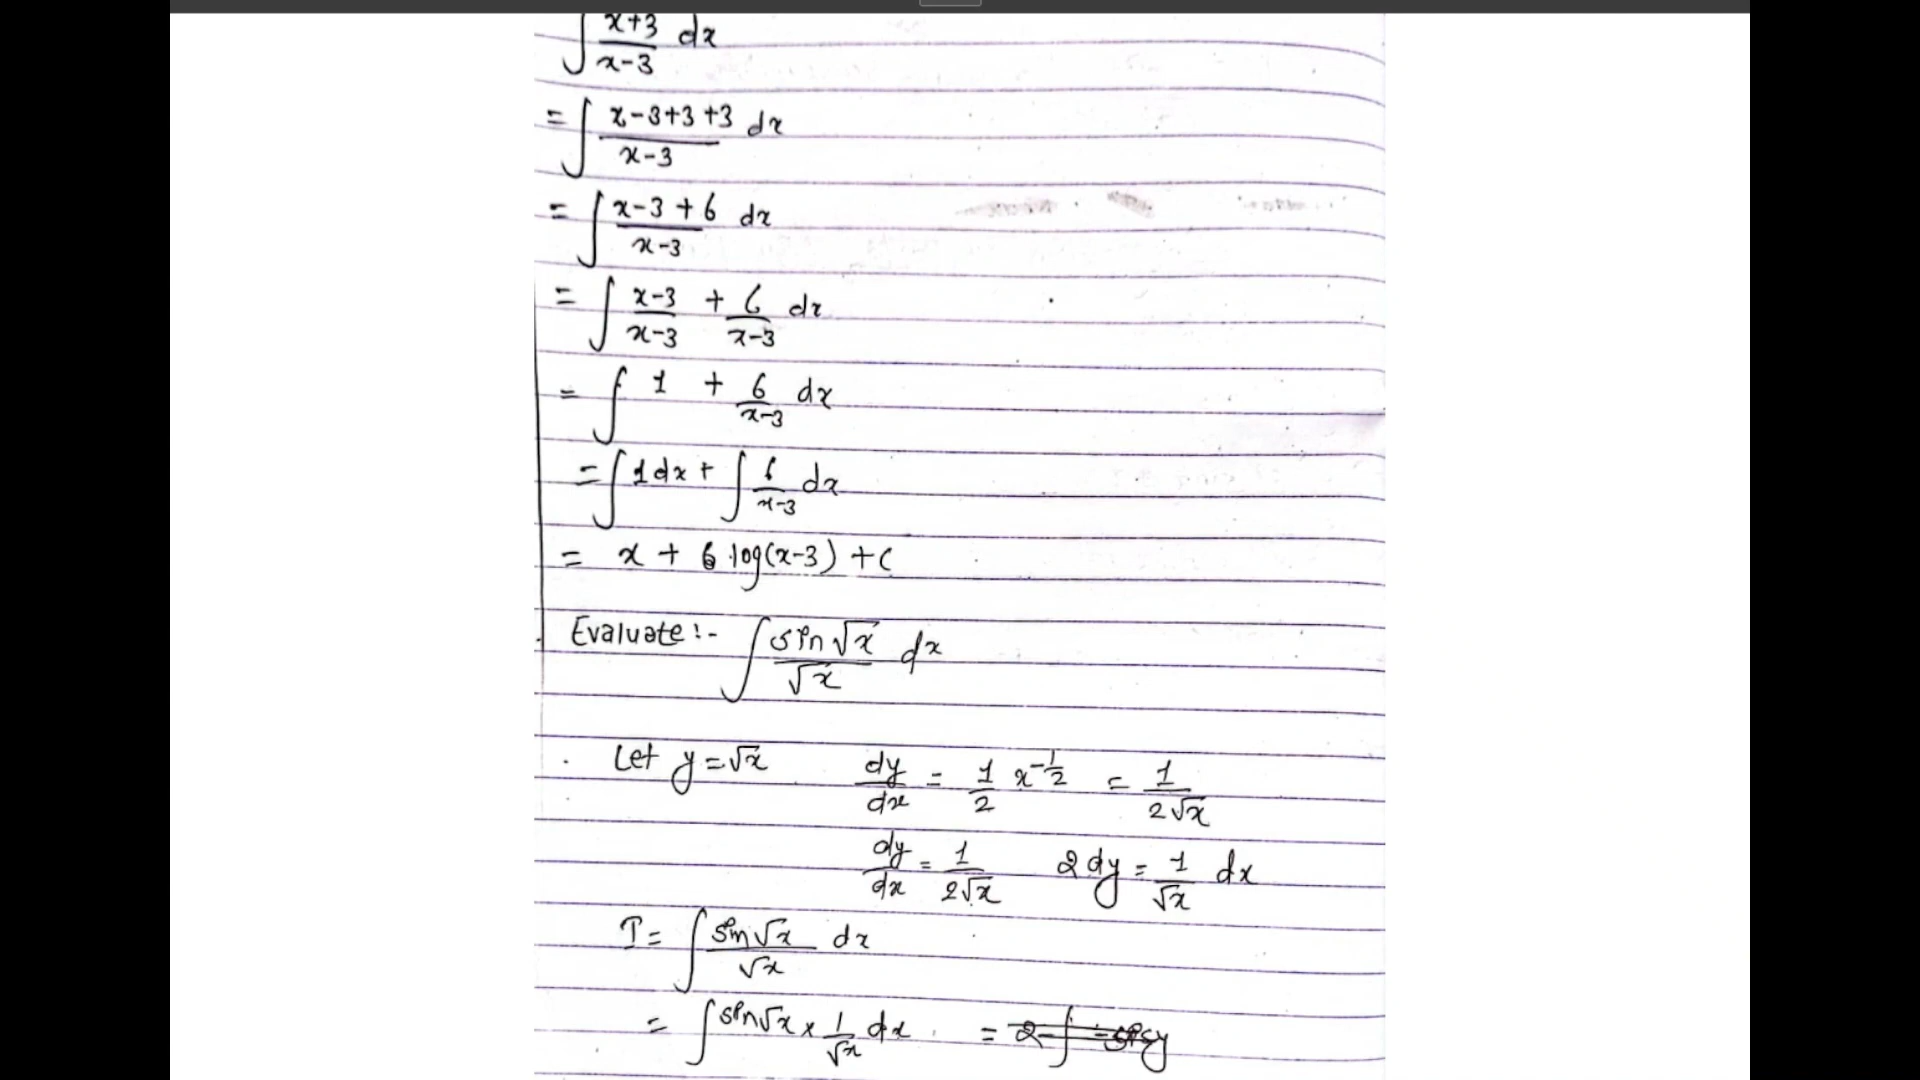 ∫ x+3/x-3 dx
= ∫ x-3+3+3/x-3 dx
= ∫ x-3+6/x-3 dx
= ∫ x-3/x-3 + 6/x-3 dx
= ∫ 1 + 6/x-3 dx
= ∫ 1 dx + ∫ 6/x-3 dx
= x + 6 log(x-3) + c
Evaluate :- ∫ sin √x/√x dx
Let y = √x dy/dx = 1/2 x^-1/2 = 1/2√x
dy/dx = 1/2√x 2 dy = 1/√x dx
I = ∫ sin √x/√x dx
= ∫ sin √x × 1/√x dx =